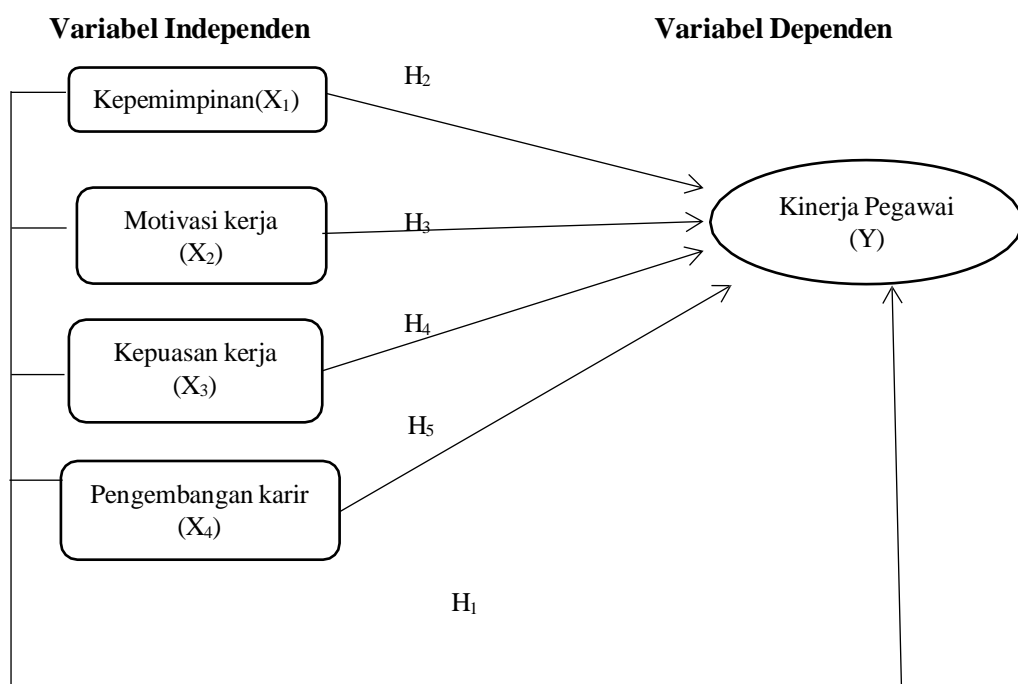 Variabel Independen
Variabel Dependen
H₂
Kepemimpinan(X₁)
Motivasi kerja
(X₂)
H₃
Kinerja Pegawai
(Y)
H₄
Kepuasan kerja
(X₃)
H₅
Pengembangan karir
(X₄)
H₁